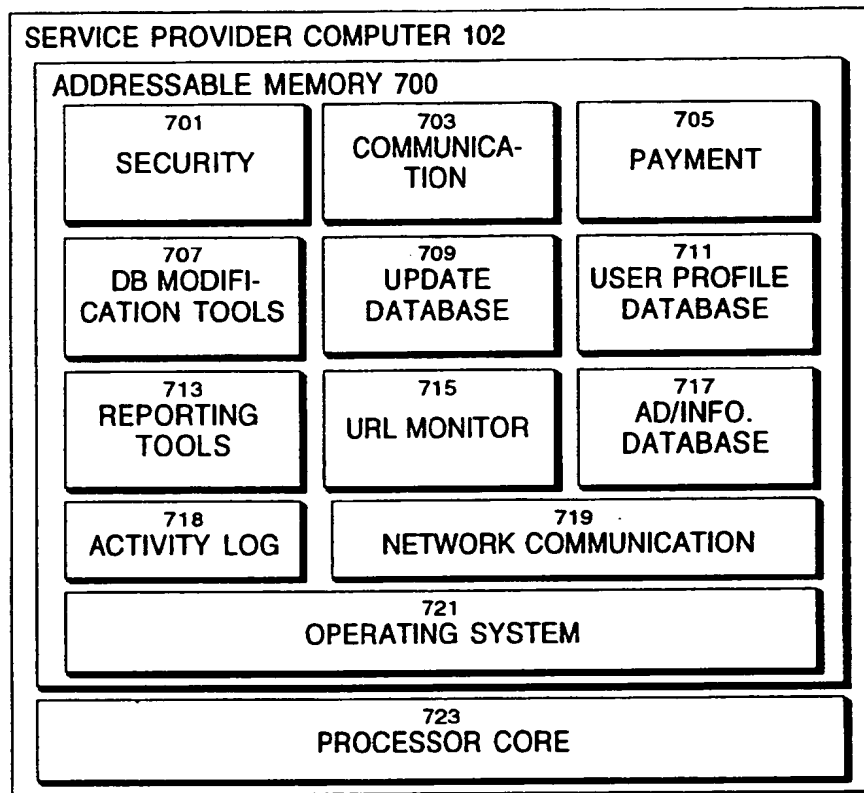 SERVICE PROVIDER COMPUTER 102
ADDRESSABLE MEMORY 700
701
SECURITY
703
COMMUNICA-
TION
705
PAYMENT
707
DB MODIFI-
CATION TOOLS
709
UPDATE
DATABASE
711
USER PROFILE
DATABASE
713
REPORTING
TOOLS
715
URL MONITOR
717
AD/INFO.
DATABASE
718
ACTIVITY LOG
719
NETWORK COMMUNICATION
721
OPERATING SYSTEM
723
PROCESSOR CORE